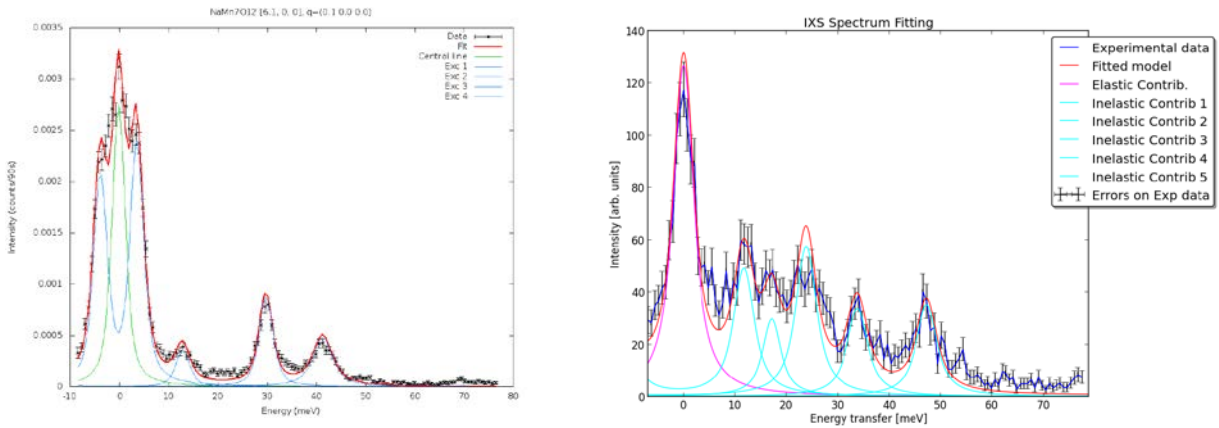 NaMn7O12 [6.1, 0, 0], q=(0.1 0.0 0.0)
0.0035
0.003
0.0025
0.002
0.0015
0.001
0.0005
0
Intensity (counts/90s)
-10 0 10 20 30 40 50 60 70 80
Energy [meV]
Data
Fit
Central line
Exc 1
Exc 2
Exc 3
Exc 4
IXS Spectrum Fitting
140
120
100
80
60
40
20
0
Intensity [arb. units]
0 10 20 30 40 50 60 70
Energy transfer [meV]
Experimental data
Fitted model
Elastic Contrib.
Inelastic Contrib 1
Inelastic Contrib 2
Inelastic Contrib 3
Inelastic Contrib 4
Inelastic Contrib 5
Errors on Exp data